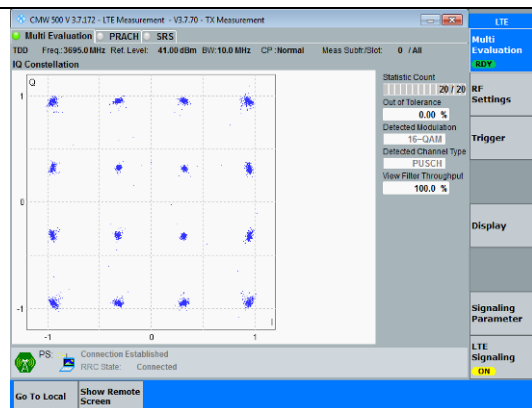 CMW 500 V 3.7.172 - LTE Measurement - V3.7.70 - TX Measurement
LTE
Multi Evaluation PRACH SRS
TDD Freq.: 3695.0 MHz Ref. Level: 41.00 dBm BW: 10.0 MHz CP : Normal Meas Subfr/Slot: 0 / All
IQ Constellation
Q
1
0
-1
-1 0 1
I
Statistic Count
20 / 20
Out of Tolerance
0.00 %
Detected Modulation
16-QAM
Detected Channel Type
PUSCH
View Filter Throughput
100.0 %
PS: Connection Established
RRC State: Connected
Multi
Evaluation
RDY
RF
Settings
Trigger
Display
Signaling
Parameter
LTE
Signaling
ON
Go To Local
Show Remote
Screen